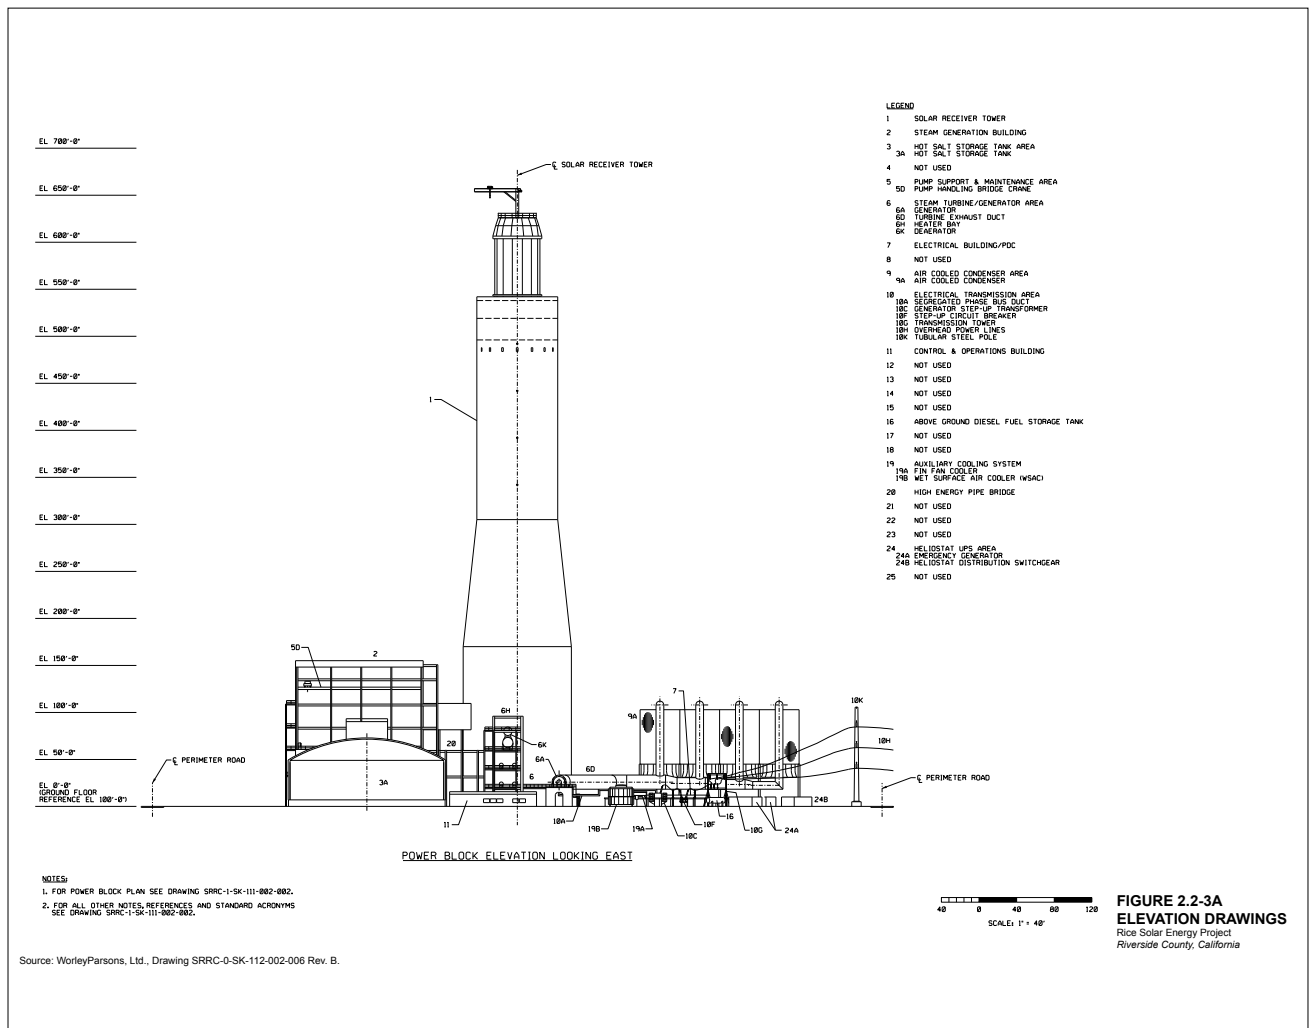 LEGEND
1 SOLAR RECEIVER TOWER
2 STEAM GENERATION BUILDING
3 HOT SALT STORAGE TANK AREA
3A HOT SALT STORAGE TANK
4 NOT USED
5 PUMP SUPPORT & MAINTENANCE AREA
5D PUMP HANDLING BRIDGE CRANE
6 STEAM TURBINE/GENERATOR AREA
6A GENERATOR
6D TURBINE EXHAUST DUCT
6H HEATER BAY
6K DEAERATOR
7 ELECTRICAL BUILDING/PDC
8 NOT USED
9 AIR COOLED CONDENSER AREA
9A AIR COOLED CONDENSER
10 ELECTRICAL TRANSMISSION AREA
10A SEGREGATED PHASE BUS DUCT
10C GENERATOR STEP-UP TRANSFORMER
10F STEP-UP CIRCUIT BREAKER
10G TRANSMISSION TOWER
10H OVERHEAD POWER LINES
10K TUBULAR STEEL POLE
11 CONTROL & OPERATIONS BUILDING
12 NOT USED
13 NOT USED
14 NOT USED
15 NOT USED
16 ABOVE GROUND DIESEL FUEL STORAGE TANK
17 NOT USED
18 NOT USED
19 AUXILIARY COOLING SYSTEM
19A FIN FAN COOLER
19B WET SURFACE AIR COOLER (WSAC)
20 HIGH ENERGY PIPE BRIDGE
21 NOT USED
22 NOT USED
23 NOT USED
24 HELIOSTAT UPS AREA
24A EMERGENCY GENERATOR
24B HELIOSTAT DISTRIBUTION SWITCHGEAR
25 NOT USED
EL 700'-0"
EL 650'-0"
EL 600'-0"
EL 550'-0"
EL 500'-0"
EL 450'-0"
EL 400'-0"
EL 350'-0"
EL 300'-0"
EL 250'-0"
EL 200'-0"
EL 150'-0"
EL 100'-0"
EL 50'-0"
EL 0'-0"
(GROUND FLOOR
REFERENCE EL 100'-0")
℄ SOLAR RECEIVER TOWER
1
5D
2
7
6H
9A
10K
20
6K
10H
6A
6D
℄ PERIMETER ROAD
3A
6
℄ PERIMETER ROAD
24B
11
10A
19B
19A
10C
10F
16
10G
24A
POWER BLOCK ELEVATION LOOKING EAST
NOTES:
1. FOR POWER BLOCK PLAN SEE DRAWING SRRC-1-SK-111-002-002.
2. FOR ALL OTHER NOTES, REFERENCES AND STANDARD ACRONYMS
SEE DRAWING SRRC-1-SK-111-002-002.
40 0 40 80 120
SCALE: 1" = 40'
FIGURE 2.2-3A
ELEVATION DRAWINGS
Rice Solar Energy Project
Riverside County, California
Source: WorleyParsons, Ltd., Drawing SRRC-0-SK-112-002-006 Rev. B.